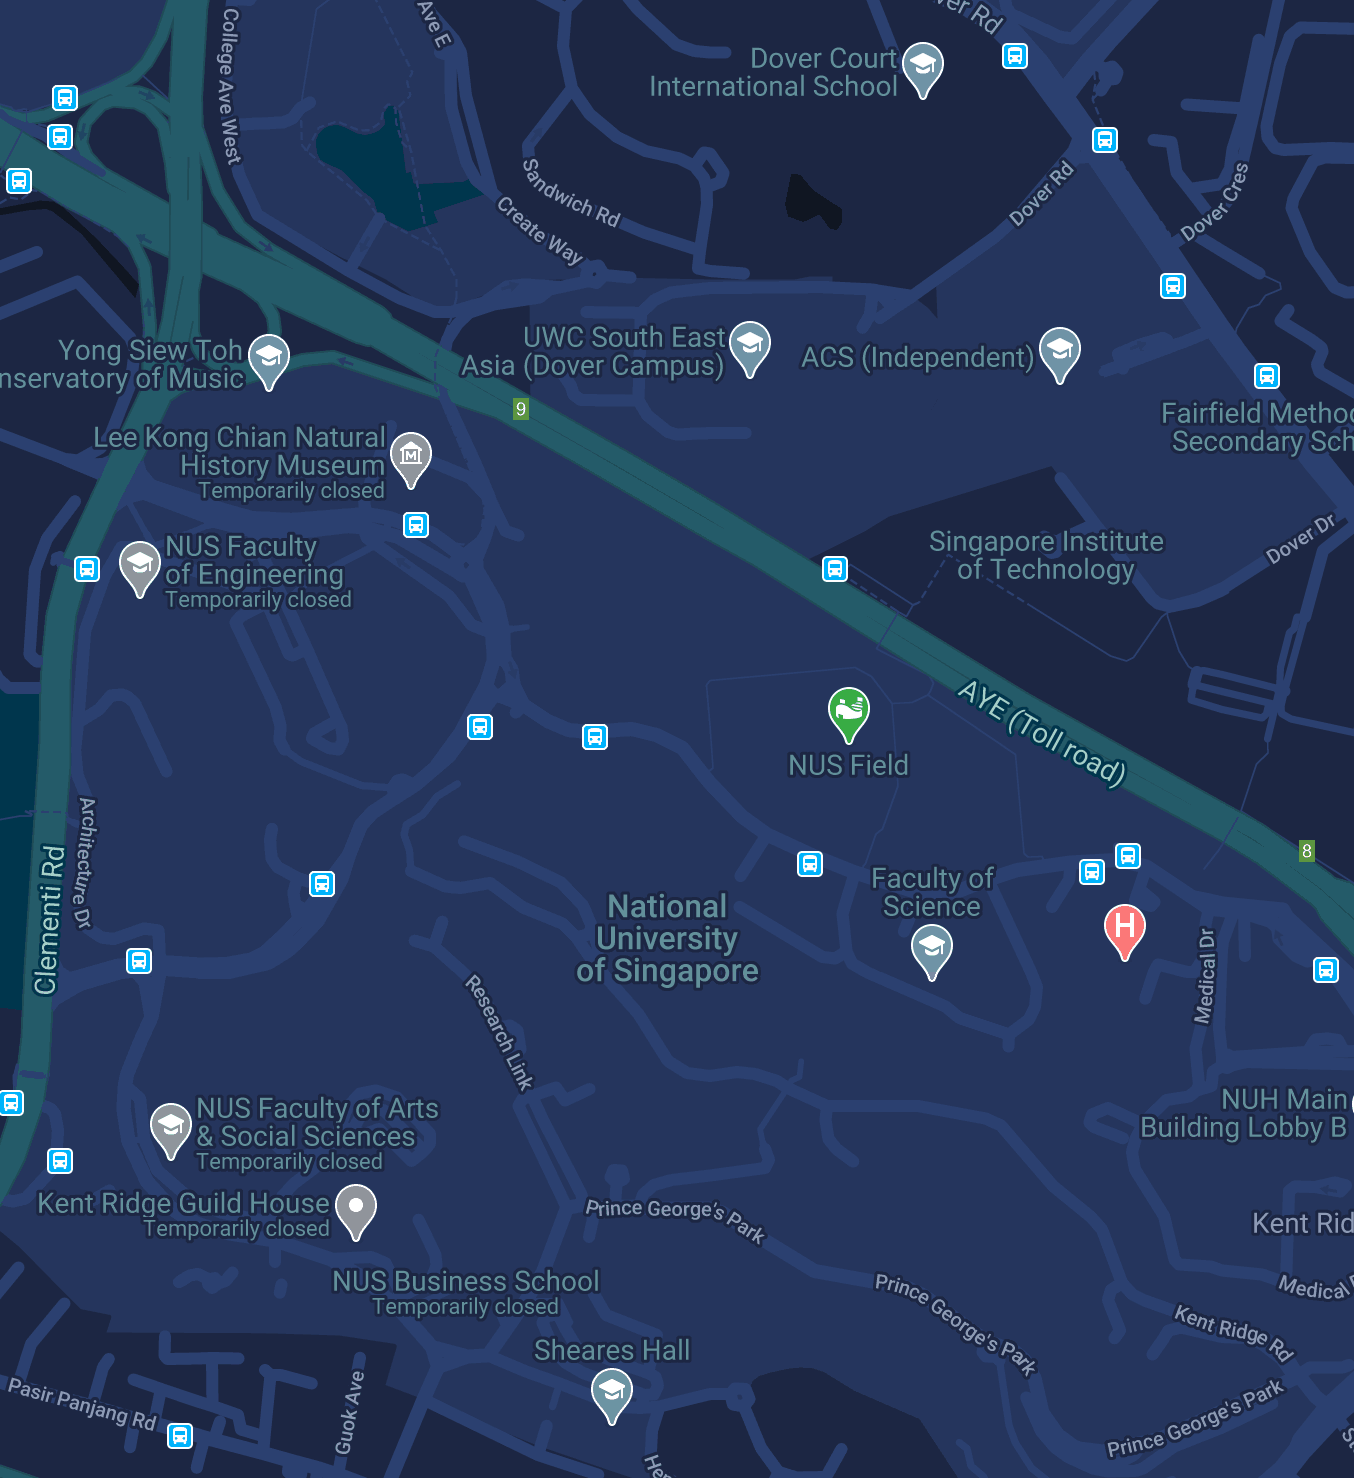 College Ave West
Ave E
ver Rd
Dover Court
International School
Sandwich Rd
Create Way
Dover Rd
Dover Cres
Yong Siew Toh
nservatory of Music
UWC South East
Asia (Dover Campus)
ACS (Independent)
9
Fairfield Metho
Secondary Sch
Lee Kong Chian Natural
History Museum
Temporarily closed
M
NUS Faculty
of Engineering
Temporarily closed
Singapore Institute
of Technology
Dover Dr
AYE (Toll road)
NUS Field
Architecture Dr
Clementi Rd
8
National
University
of Singapore
Faculty of
Science
H
Medical Dr
Research Link
NUS Faculty of Arts
& Social Sciences
Temporarily closed
NUH Main
Building Lobby B
Kent Ridge Guild House
Temporarily closed
Prince George's Park
Kent Rid
NUS Business School
Temporarily closed
Prince George's Park
Medical
Kent Ridge Rd
Sheares Hall
Pasir Panjang Rd
Guok Ave
Prince George's Park
Hen